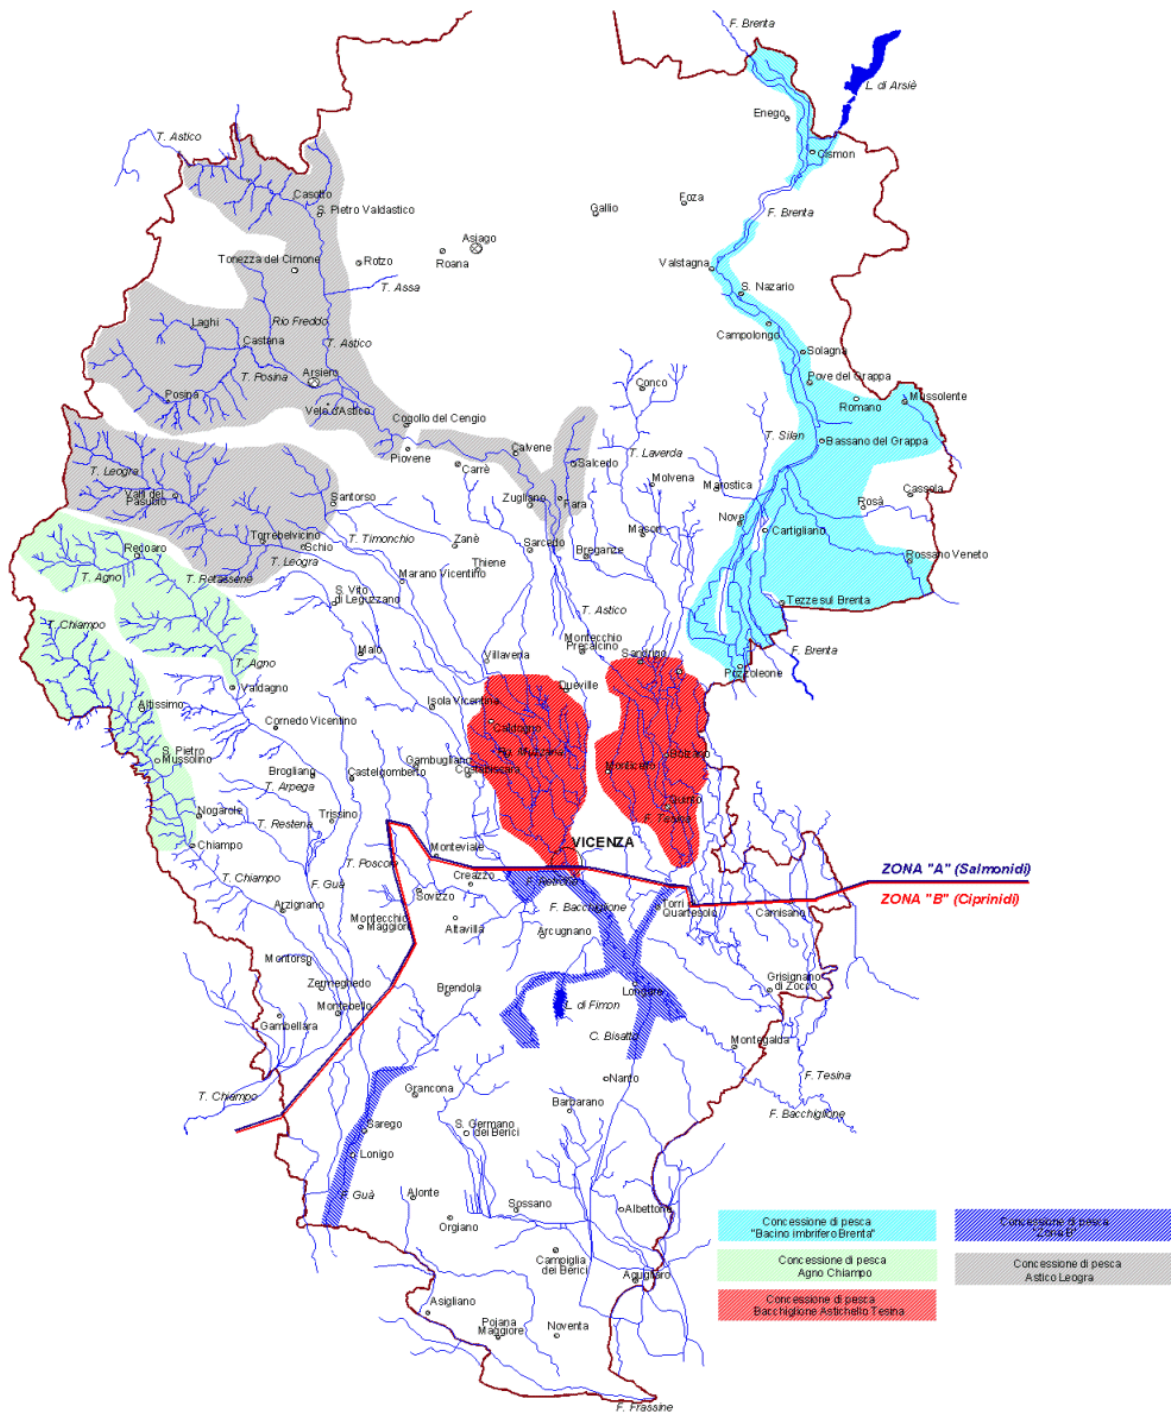 F. Brenta
L. di Arsiè
Enego
T. Astico
Cismon
Casotto
S. Pietro Valdastico
Foza
Gallio
F. Brenta
Asiago
Roana
Tonezza del Cimone
Rotzo
Valstagna
T. Assa
S. Nazario
Laghi
Rio Freddo
Campolongo
Castana
T. Astico
Solagna
T. Posina
Arsiero
Pove del Grappa
Conco
Posina
Romano
Mussolente
Velo d'Astico
Cogollo del Cengio
T. Silan
Bassano del Grappa
Piovene
Calvene
T. Laverda
T. Leogra
Carrè
Salcedo
Molvena
Marostica
Valli del
Pasubio
Santorso
Zugliano
Fara
Cassola
Rosà
Nove
Cartigliano
Mason
Torrebelvicino
T. Timonchio
Zanè
Schio
Sarcedo
Breganze
Rossano Veneto
Recoaro
T. Leogra
T. Agno
T. Retassene
Thiene
Marano Vicentino
S. Vito
di Leguzzano
Tezze sul Brenta
T. Astico
T. Chiampo
Montecchio
Precalcino
Malo
Villaverla
Sandrigo
F. Brenta
T. Agno
Pozzoleone
Valdagno
Dueville
Altissimo
Isola Vicentina
Cornedo Vicentino
Caldogno
S. Pietro
Mussolino
Bolzano
Gambugliano
Costabissara
Monticello
Brogliano
Castelgomberto
T. Arpega
Nogarole
Trissino
Quinto
T. Restena
F. Tesina
Chiampo
VICENZA
Monteviale
T. Poscola
ZONA "A" (Salmonidi)
T. Chiampo
F. Guà
Creazzo
Sovizzo
ZONA "B" (Ciprinidi)
Arzignano
F. Bacchiglione
Torri
Quartesolo
Camisano
Montecchio
Maggiore
Altavilla
Arcugnano
Montorso
Zermeghedo
Brendola
Longare
Grisignano
di Zocco
Montebello
L. di Fimon
Gambellara
C. Bisatto
Montegalda
F. Tesina
Nanto
T. Chiampo
Grancona
Barbarano
F. Bacchiglione
Sarego
S. Germano
dei Berici
Lonigo
F. Guà
Alonte
Sossano
Albettone
Orgiano
Concessione di pesca
"Bacino imbrifero Brenta"
Concessione di pesca
"Zona B"
Campiglia
dei Berici
Concessione di pesca
Agno Chiampo
Concessione di pesca
Astico Leogra
Agugliaro
Concessione di pesca
Bacchiglione Astichello Tesina
Asigliano
Pojana
Maggiore
Noventa
F. Frassine